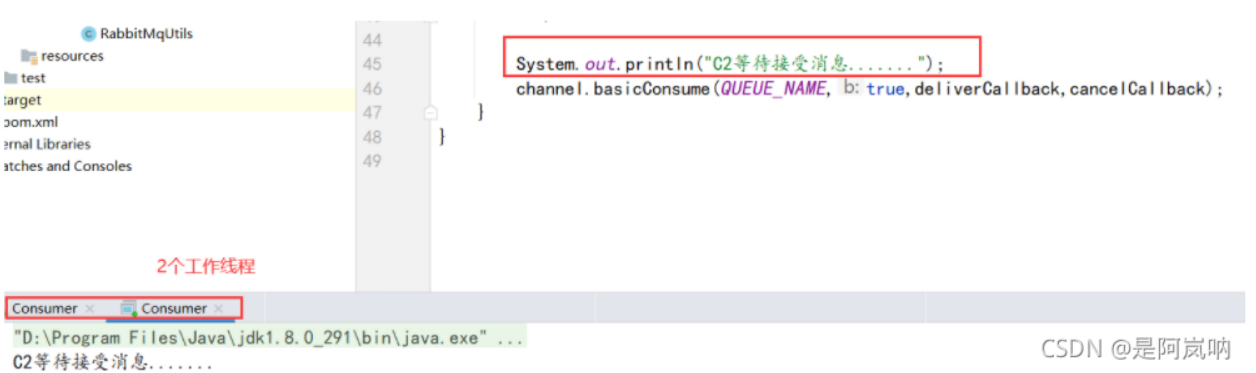 RabbitMqUtils
resources
test
target
pom.xml
ernal Libraries
atches and Consoles
44
45 System.out.println("C2等待接受消息.......");
46 channel.basicConsume(QUEUE_NAME, b: true,deliverCallback,cancelCallback);
47 }
48 }
49
2个工作线程
Consumer × Consumer ×
"D:\Program Files\Java\jdk1.8.0_291\bin\java.exe" ...
C2等待接受消息.......
CSDN @是阿岚呐